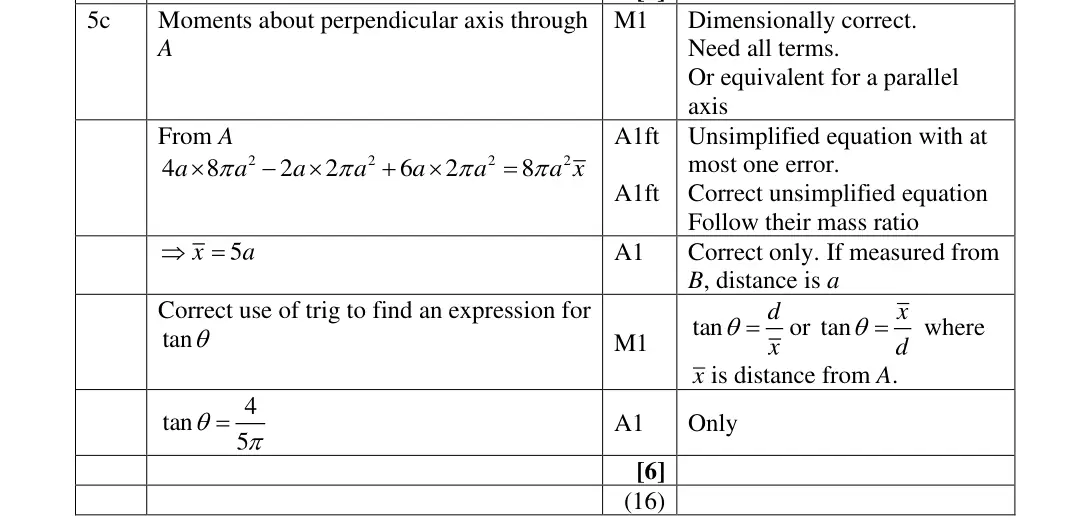 5c Moments about perpendicular axis through M1 Dimensionally correct.
A Need all terms.
Or equivalent for a parallel
axis
From A A1ft Unsimplified equation with at
4a×8πa² − 2a×2πa² + 6a×2πa² = 8πa²x̅ most one error.
A1ft Correct unsimplified equation
Follow their mass ratio
⇒ x̅ = 5a A1 Correct only. If measured from
B, distance is a
Correct use of trig to find an expression for M1 tan θ = d/x̅ or tan θ = x̅/d where
tan θ x̅ is distance from A.
tan θ = 4/5π A1 Only
[6]
(16)